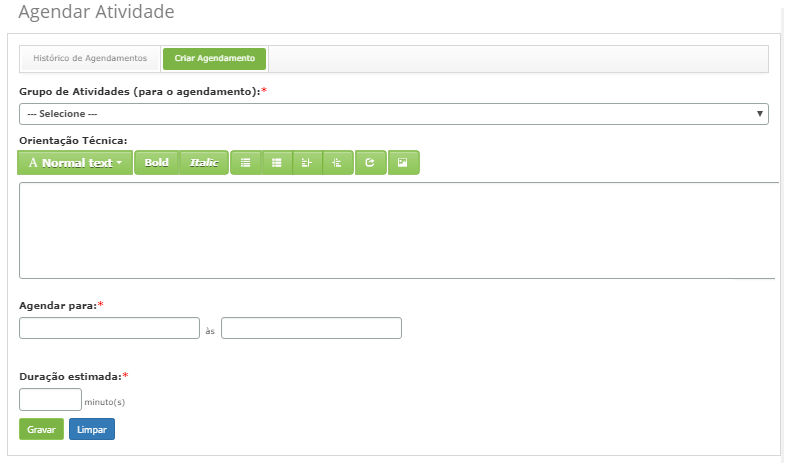 Agendar Atividade
Histórico de Agendamentos Criar Agendamento
Grupo de Atividades (para o agendamento):*
--- Selecione ---
Orientação Técnica:
A Normal text Bold Italic
Agendar para:*
às
Duração estimada:*
minuto(s)
Gravar Limpar